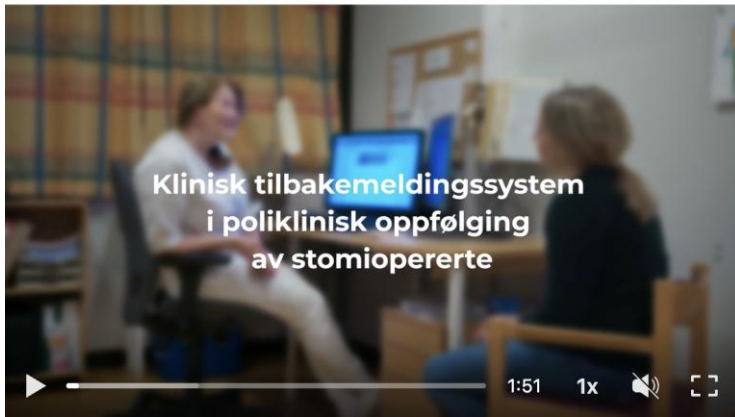 Klinisk tilbakemeldingssystem
i poliklinisk oppfølging
av stomiopererte
1:51
1x